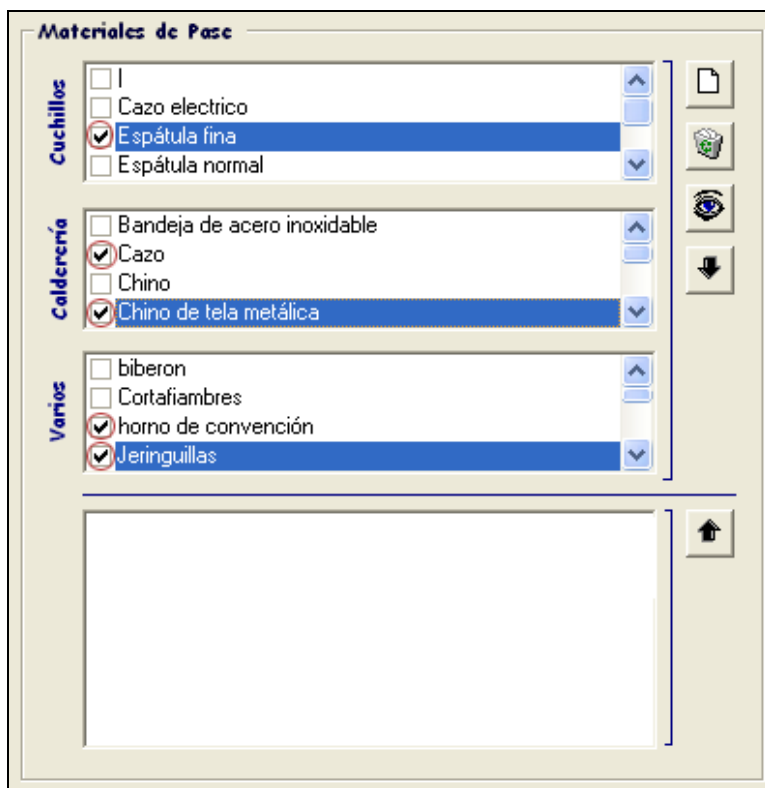 Materiales de Pase
Cuchillos
l
Cazo electrico
Espátula fina
Espátula normal
Calderería
Bandeja de acero inoxidable
Cazo
Chino
Chino de tela metálica
Varios
biberon
Cortafiambres
horno de convención
Jeringuillas